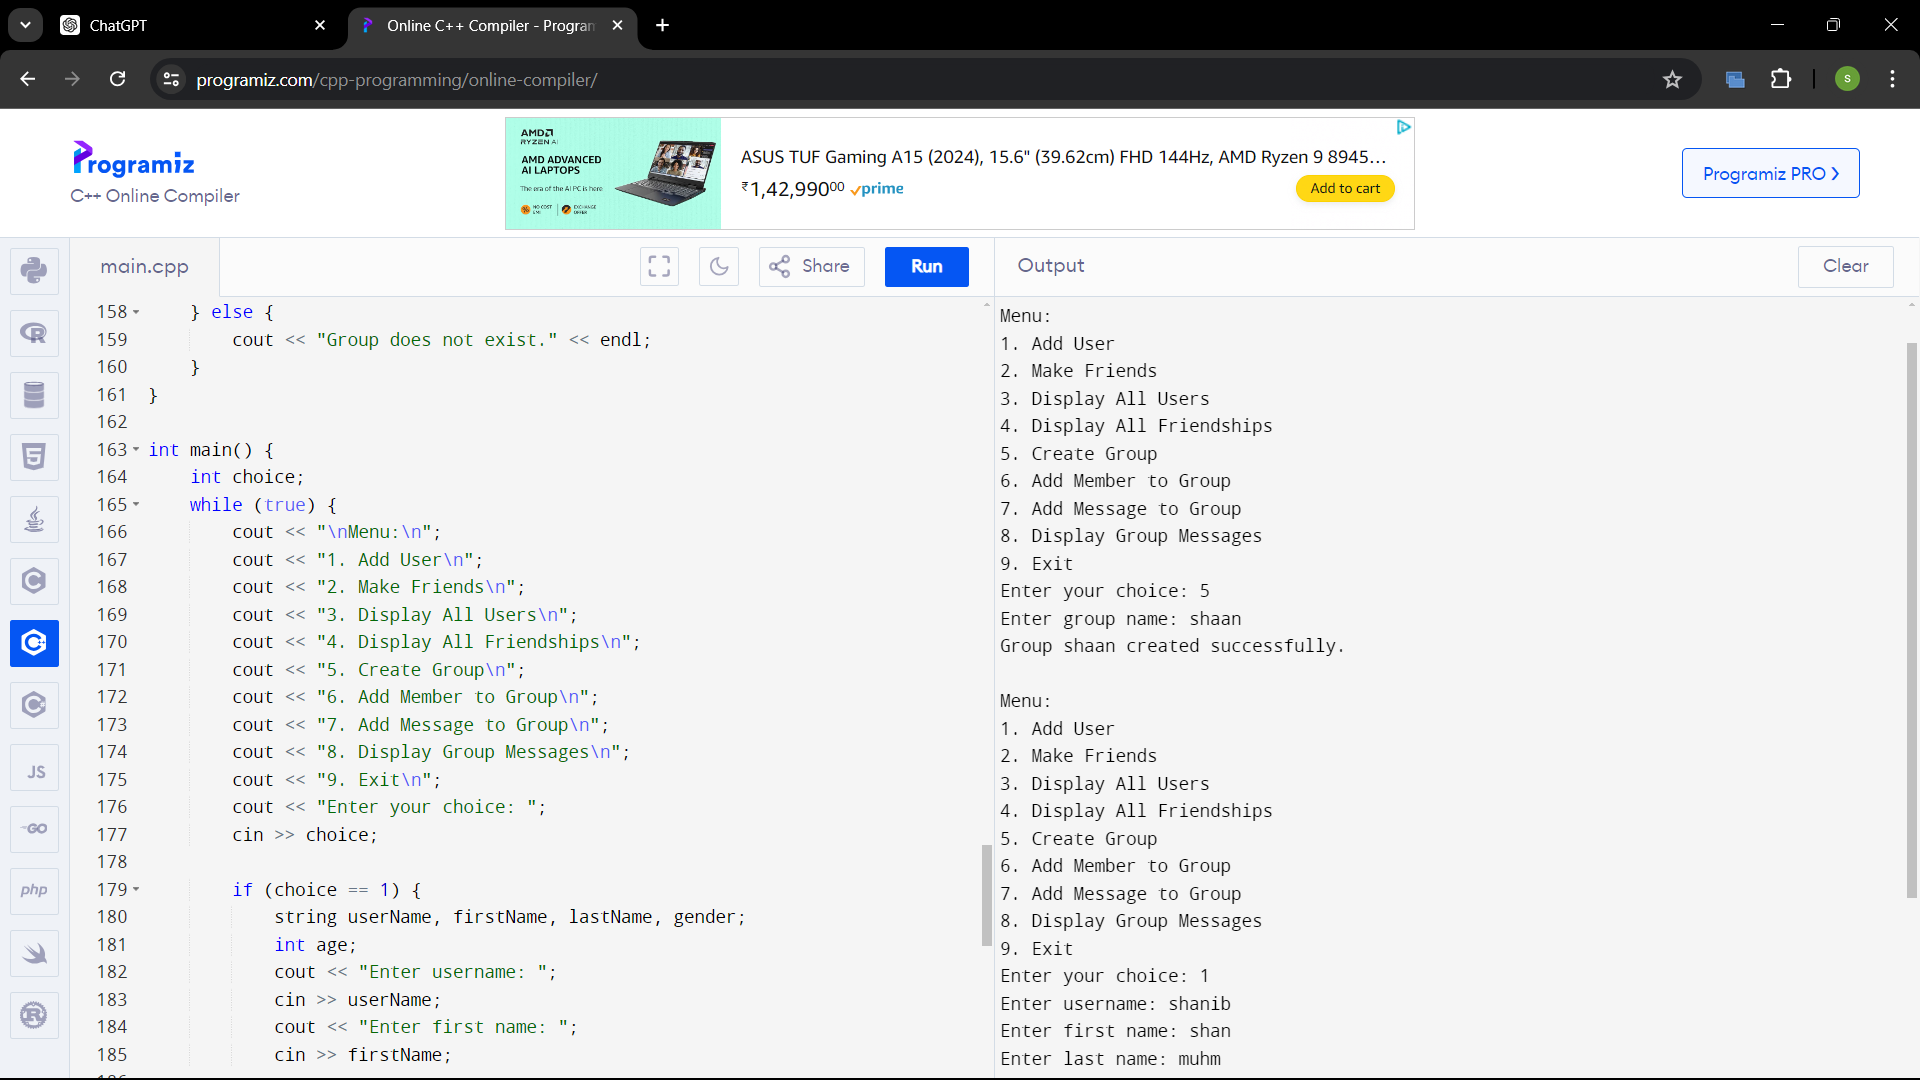 ChatGPT
Online C++ Compiler - Program
programiz.com/cpp-programming/online-compiler/
S
Programiz
C++ Online Compiler
AMD
RYZEN AI
AMD ADVANCED
AI LAPTOPS
The era of the AI PC is here
NO COST
EMI
EXCHANGE
OFFER
ASUS TUF Gaming A15 (2024), 15.6" (39.62cm) FHD 144Hz, AMD Ryzen 9 8945...
₹1,42,990⁰⁰ prime
Add to cart
Programiz PRO
main.cpp
Share
Run
Output
Clear
158 } else {
159 cout << "Group does not exist." << endl;
160 }
161 }
162
163 int main() {
164 int choice;
165 while (true) {
166 cout << "\nMenu:\n";
167 cout << "1. Add User\n";
168 cout << "2. Make Friends\n";
169 cout << "3. Display All Users\n";
170 cout << "4. Display All Friendships\n";
171 cout << "5. Create Group\n";
172 cout << "6. Add Member to Group\n";
173 cout << "7. Add Message to Group\n";
174 cout << "8. Display Group Messages\n";
175 cout << "9. Exit\n";
176 cout << "Enter your choice: ";
177 cin >> choice;
178
179 if (choice == 1) {
180 string userName, firstName, lastName, gender;
181 int age;
182 cout << "Enter username: ";
183 cin >> userName;
184 cout << "Enter first name: ";
185 cin >> firstName;
Menu:
1. Add User
2. Make Friends
3. Display All Users
4. Display All Friendships
5. Create Group
6. Add Member to Group
7. Add Message to Group
8. Display Group Messages
9. Exit
Enter your choice: 5
Enter group name: shaan
Group shaan created successfully.
Menu:
1. Add User
2. Make Friends
3. Display All Users
4. Display All Friendships
5. Create Group
6. Add Member to Group
7. Add Message to Group
8. Display Group Messages
9. Exit
Enter your choice: 1
Enter username: shanib
Enter first name: shan
Enter last name: muhm
R
5
C
C
C
JS
GO
php
R